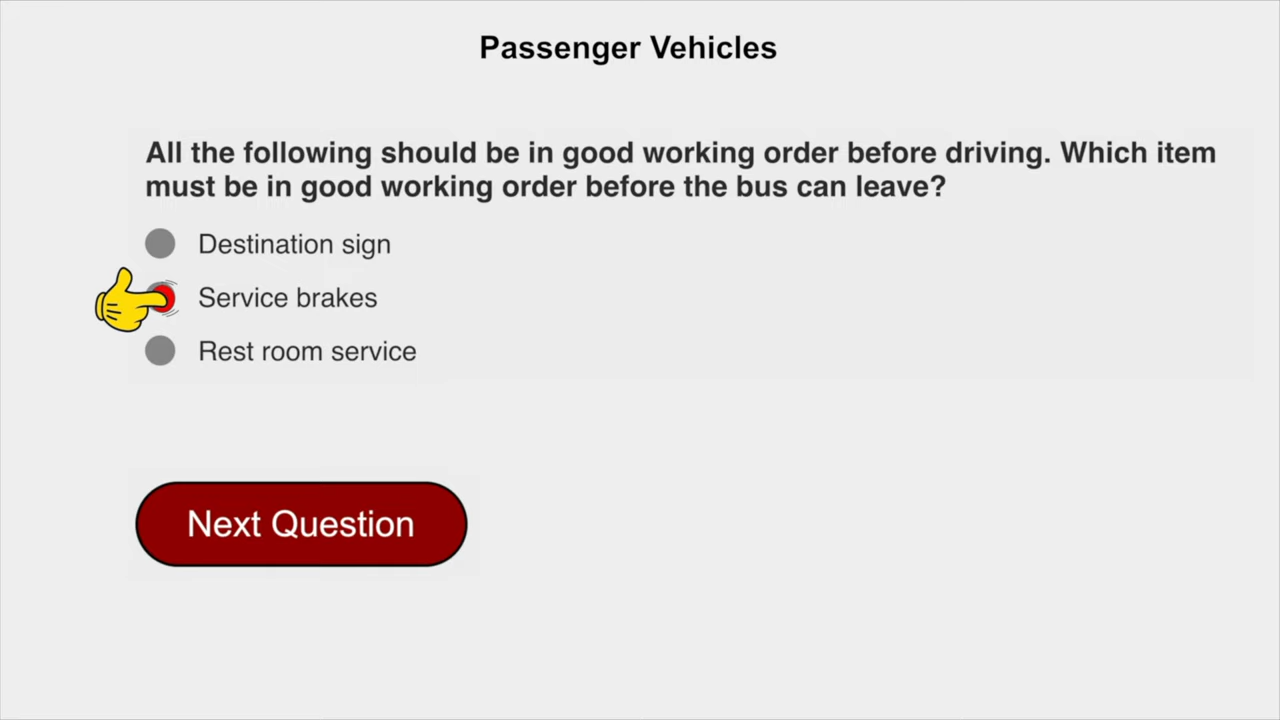 Passenger Vehicles
All the following should be in good working order before driving. Which item
must be in good working order before the bus can leave?
Destination sign
Service brakes
Rest room service
Next Question